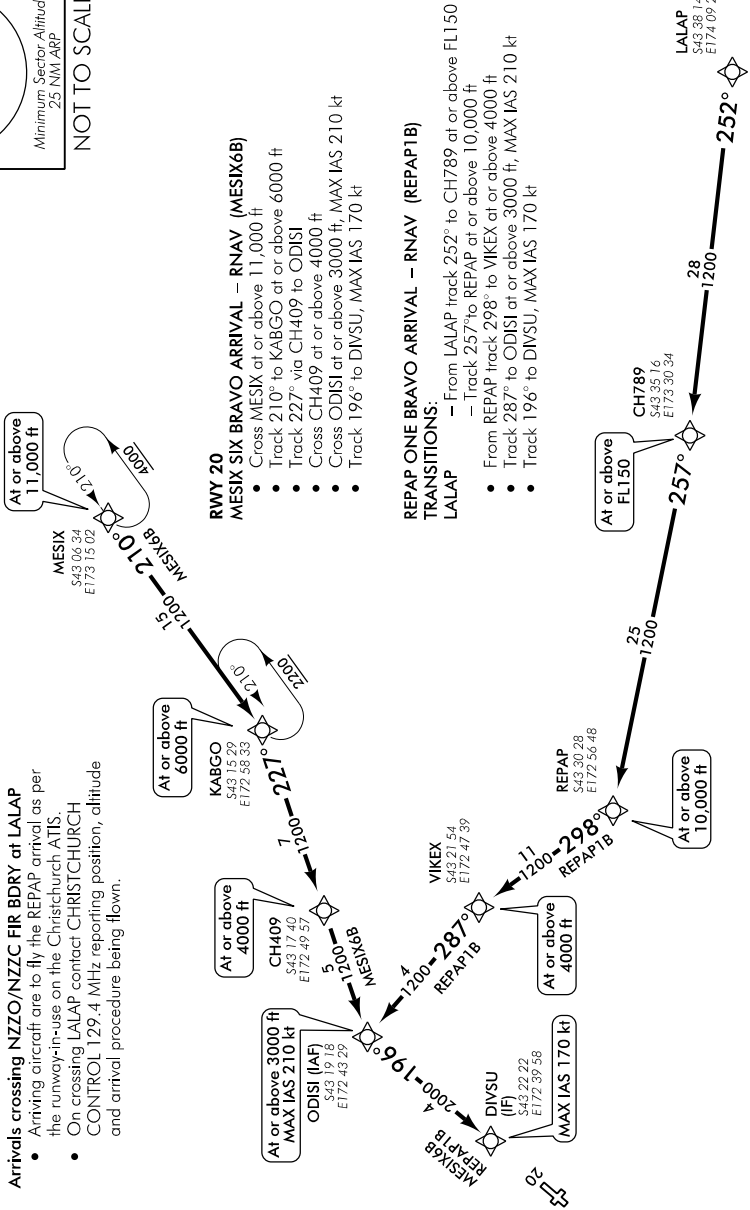 Arrivals crossing NZZO/NZZC FIR BDRY at LALAP
• Arriving aircraft are to fly the REPAP arrival as per
the runway-in-use on the Christchurch ATIS.
• On crossing LALAP contact CHRISTCHURCH
CONTROL 129.4 MHz reporting position, altitude
and arrival procedure being flown.
Minimum Sector Altitud
25 NM ARP
NOT TO SCALE
At or above
11,000 ft
MESIX
S43 06 34
E173 15 02
210°
4000
210°
MESIX6B
15
1200
At or above
6000 ft
KABGO
S43 15 29
E172 58 33
210°
2200
227°
7
1200
At or above
4000 ft
CH409
S43 17 40
E172 49 57
5
1200
MESIX6B
At or above 3000 ft
MAX IAS 210 kt
ODISI (IAF)
S43 19 18
E172 43 29
196°
4
2000
MESIX6B
REPAP1B
DIVSU
(IF)
S43 22 22
E172 39 58
MAX IAS 170 kt
20
VIKEX
S43 21 54
E172 47 39
287°
4
1200
REPAP1B
At or above
4000 ft
REPAP
S43 30 28
E172 56 48
298°
11
1200
REPAP1B
At or above
10,000 ft
25
1200
CH789
S43 35 16
E173 30 34
257°
At or above
FL150
28
1200
LALAP
S43 38 14
E174 09
252°
RWY 20
MESIX SIX BRAVO ARRIVAL – RNAV (MESIX6B)
• Cross MESIX at or above 11,000 ft
• Track 210° to KABGO at or above 6000 ft
• Track 227° via CH409 to ODISI
• Cross CH409 at or above 4000 ft
• Cross ODISI at or above 3000 ft, MAX IAS 210 kt
• Track 196° to DIVSU, MAX IAS 170 kt
REPAP ONE BRAVO ARRIVAL – RNAV (REPAP1B)
TRANSITIONS:
LALAP – From LALAP track 252° to CH789 at or above FL150
– Track 257°to REPAP at or above 10,000 ft
• From REPAP track 298° to VIKEX at or above 4000 ft
• Track 287° to ODISI at or above 3000 ft, MAX IAS 210 kt
• Track 196° to DIVSU, MAX IAS 170 kt